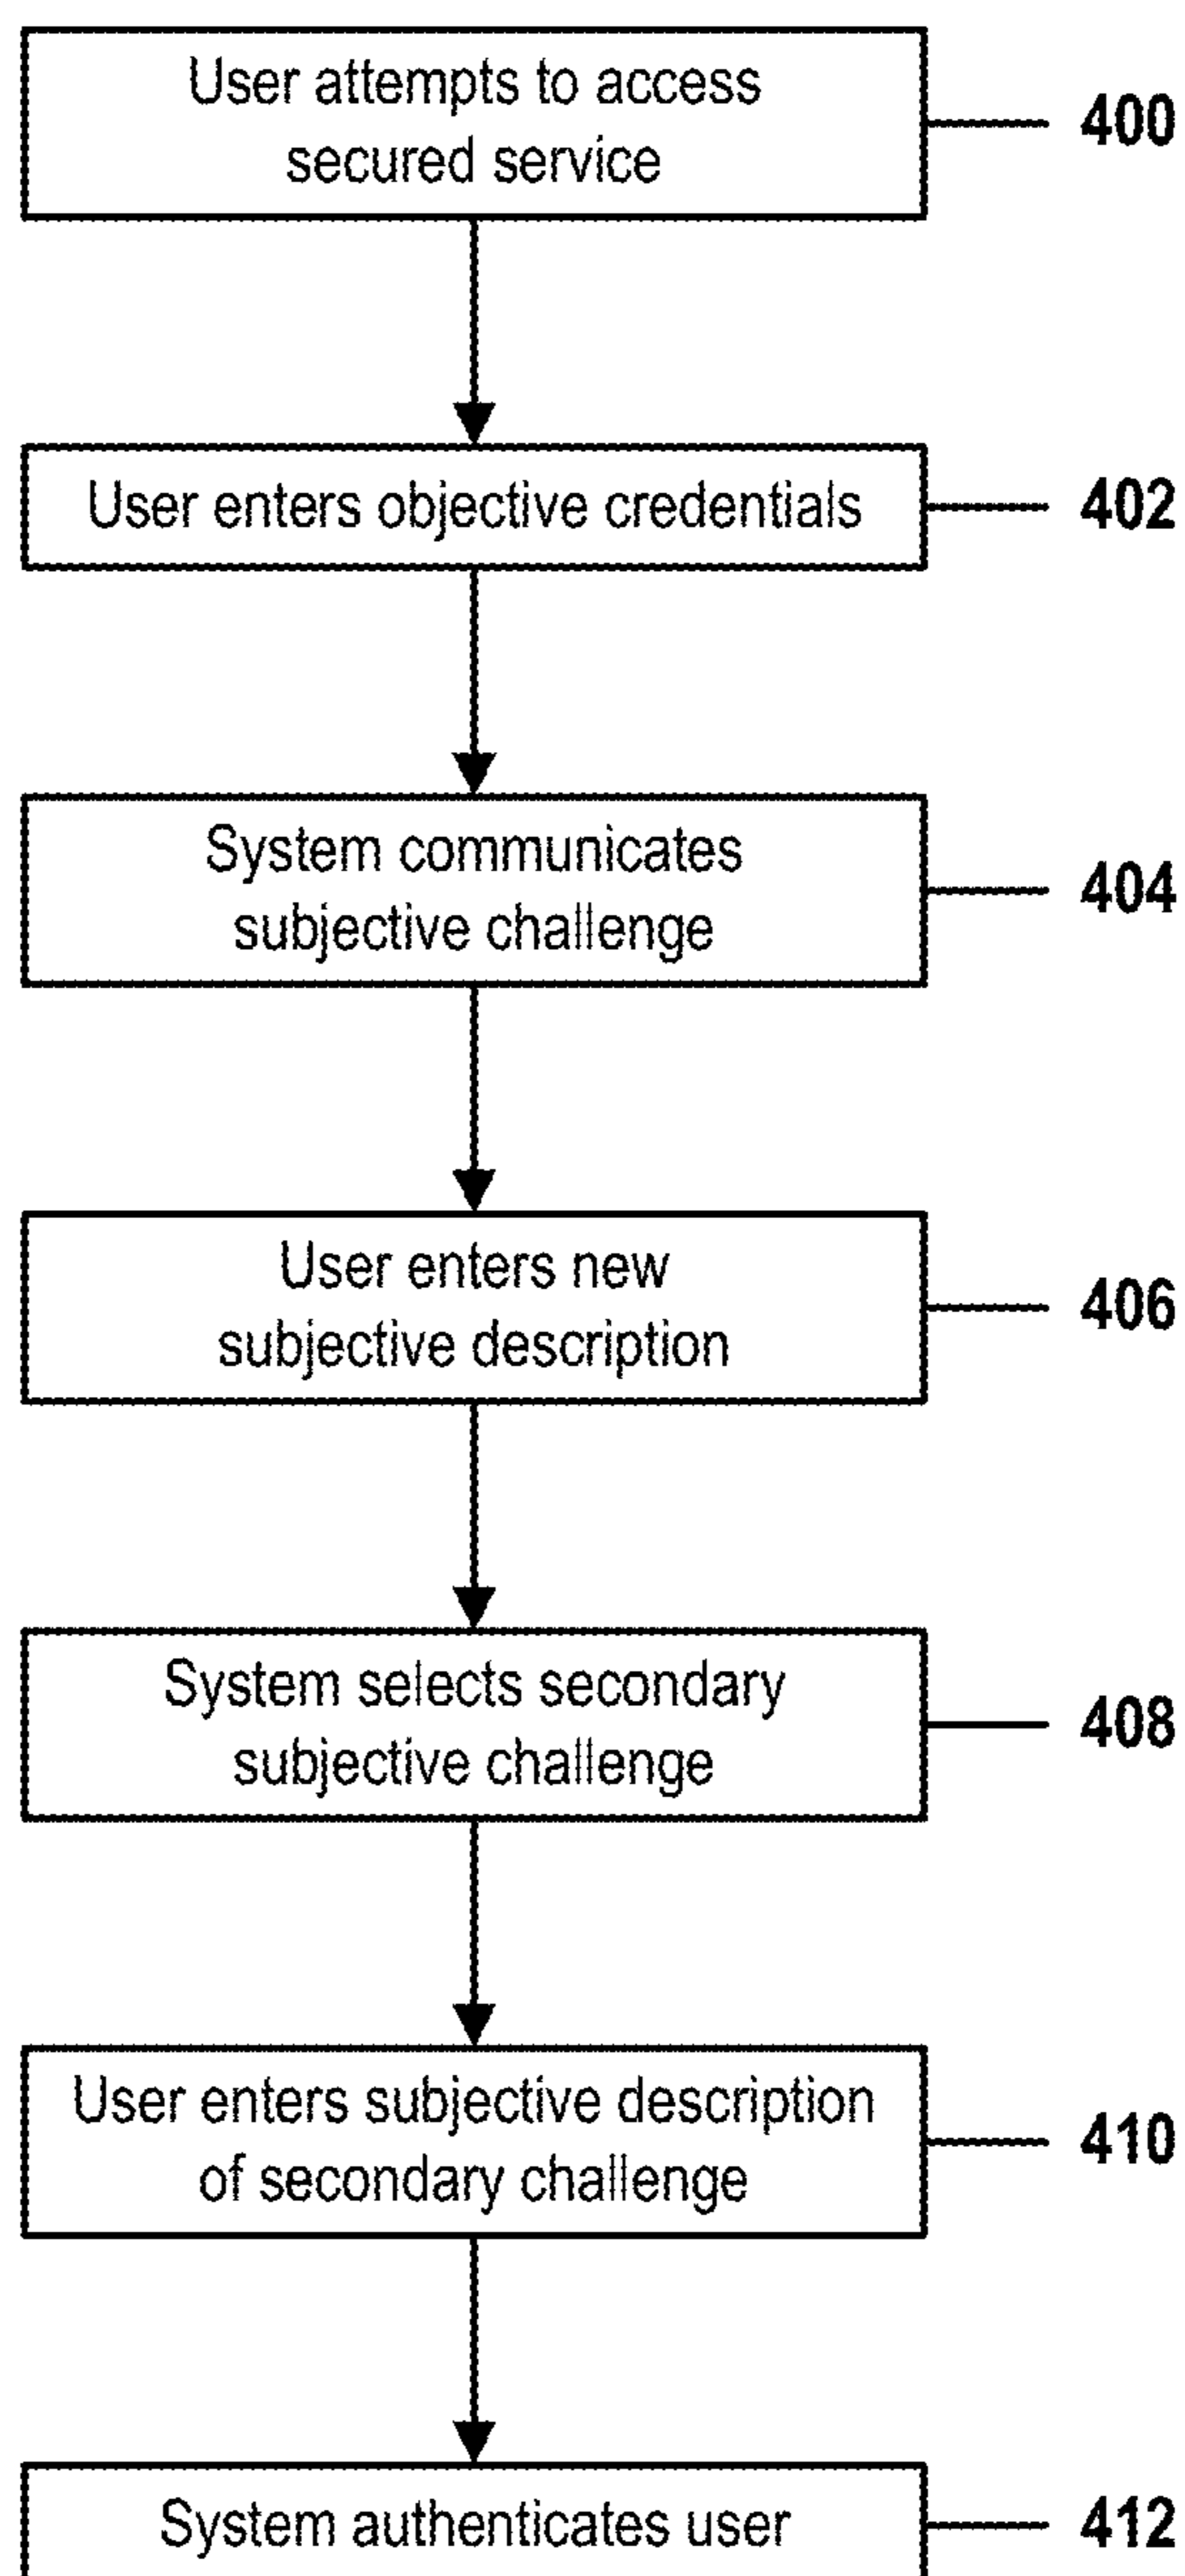 User attempts to access
secured service
400
User enters objective credentials
402
System communicates
subjective challenge
404
User enters new
subjective description
406
System selects secondary
subjective challenge
408
User enters subjective description
of secondary challenge
410
System authenticates user
412